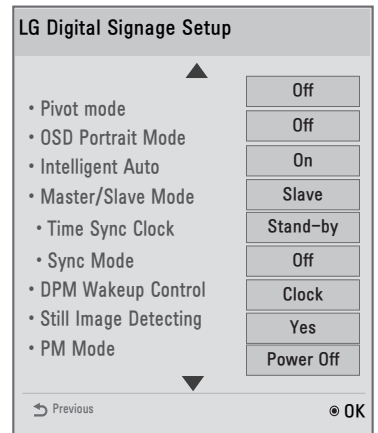 LG Digital Signage Setup
• Pivot mode Off
• OSD Portrait Mode Off
• Intelligent Auto On
• Master/Slave Mode Slave
• Time Sync Clock Stand-by
• Sync Mode Off
• DPM Wakeup Control Clock
• Still Image Detecting Yes
• PM Mode Power Off
Previous OK